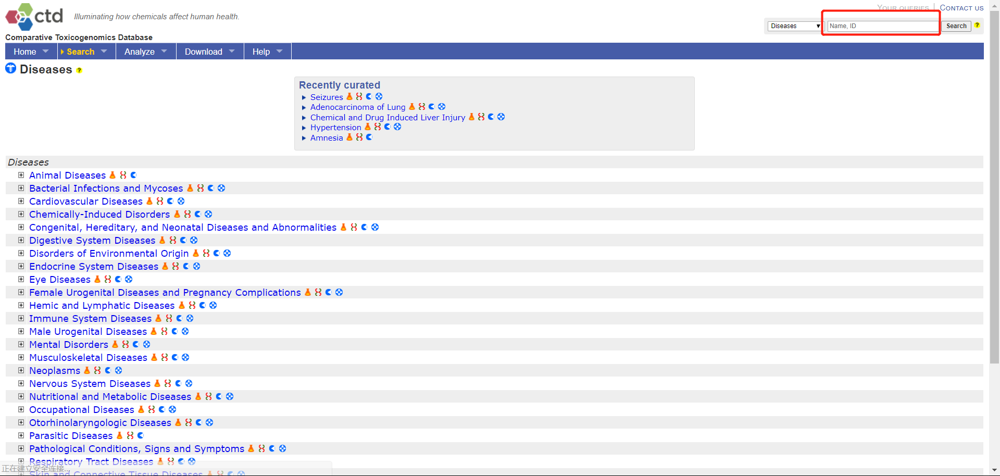 ctd
Illuminating how chemicals affect human health.
YOUR QUERIES
CONTACT US
Diseases
Name, ID
Search
?
Comparative Toxicogenomics Database
Home
Search
Analyze
Download
Help
Diseases ?
Recently curated
Seizures
Adenocarcinoma of Lung
Chemical and Drug Induced Liver Injury
Hypertension
Amnesia
Diseases
Animal Diseases
Bacterial Infections and Mycoses
Cardiovascular Diseases
Chemically-Induced Disorders
Congenital, Hereditary, and Neonatal Diseases and Abnormalities
Digestive System Diseases
Disorders of Environmental Origin
Endocrine System Diseases
Eye Diseases
Female Urogenital Diseases and Pregnancy Complications
Hemic and Lymphatic Diseases
Immune System Diseases
Male Urogenital Diseases
Mental Disorders
Musculoskeletal Diseases
Neoplasms
Nervous System Diseases
Nutritional and Metabolic Diseases
Occupational Diseases
Otorhinolaryngologic Diseases
Parasitic Diseases
Pathological Conditions, Signs and Symptoms
Respiratory Tract Diseases
正在建立安全连接...
Skin and Connective Tissue Diseases